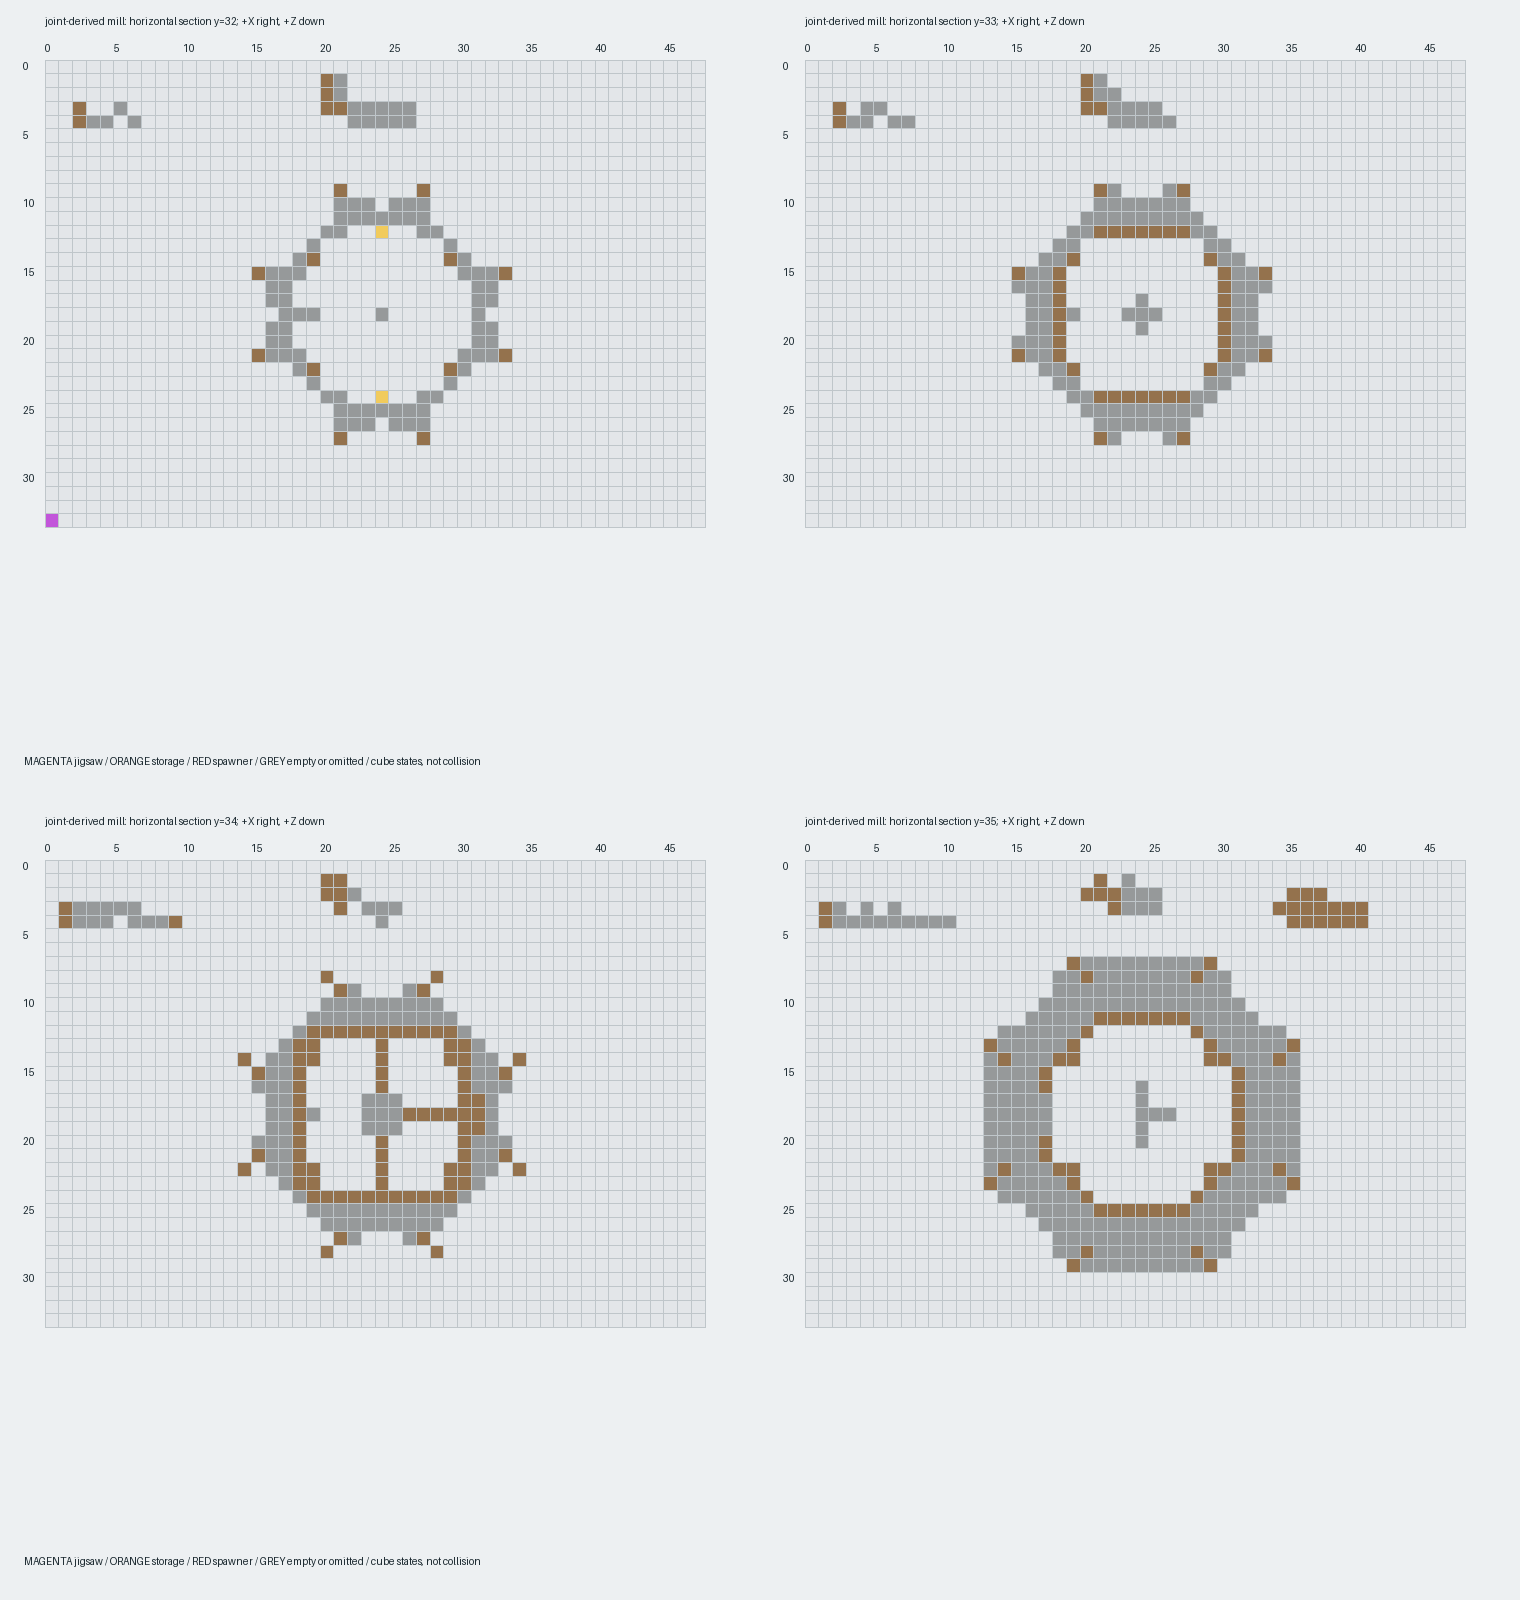 joint-derived mill: horizontal section y=32; +X right, +Z down
0 5 10 15 20 25 30 35 40 45
0
5
10
15
20
25
30
joint-derived mill: horizontal section y=33; +X right, +Z down
0 5 10 15 20 25 30 35 40 45
0
5
10
15
20
25
30
MAGENTA jigsaw / ORANGE storage / RED spawner / GREY empty or omitted / cube states, not collision
joint-derived mill: horizontal section y=34; +X right, +Z down
0 5 10 15 20 25 30 35 40 45
0
5
10
15
20
25
30
joint-derived mill: horizontal section y=35; +X right, +Z down
0 5 10 15 20 25 30 35 40 45
0
5
10
15
20
25
30
MAGENTA jigsaw / ORANGE storage / RED spawner / GREY empty or omitted / cube states, not collision